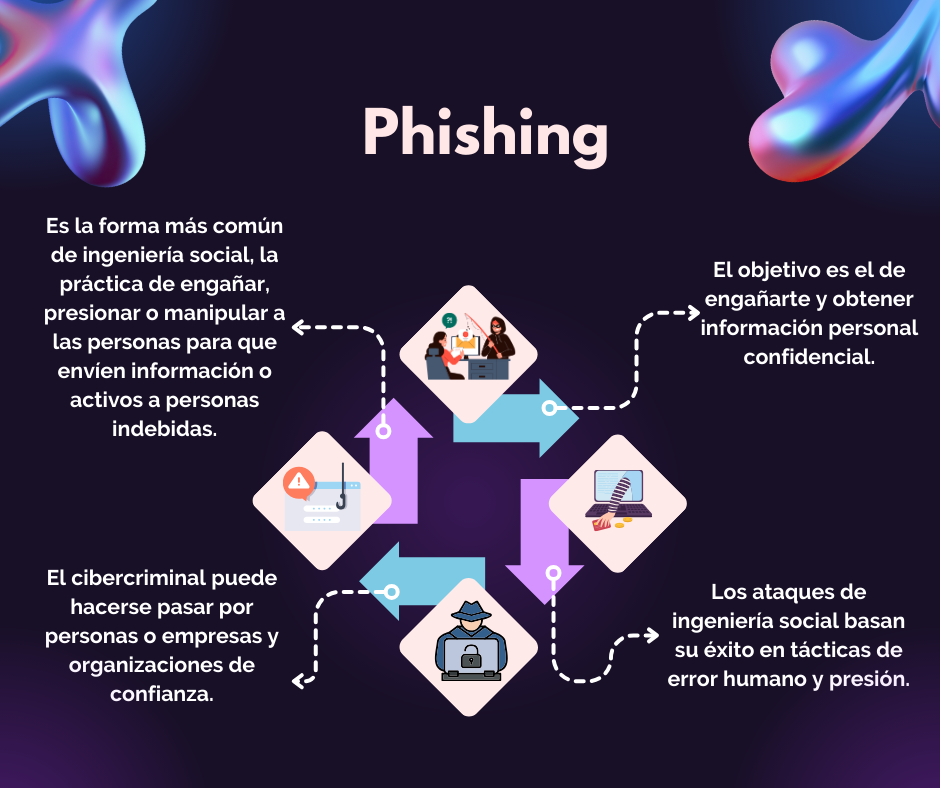 Phishing
Es la forma más común
de ingeniería social, la
práctica de engañar,
presionar o manipular a
las personas para que
envíen información o
activos a personas
indebidas.
El objetivo es el de
engañarte y obtener
información personal
confidencial.
El cibercriminal puede
hacerse pasar por
personas o empresas y
organizaciones de
confianza.
Los ataques de
ingeniería social basan
su éxito en tácticas de
error humano y presión.